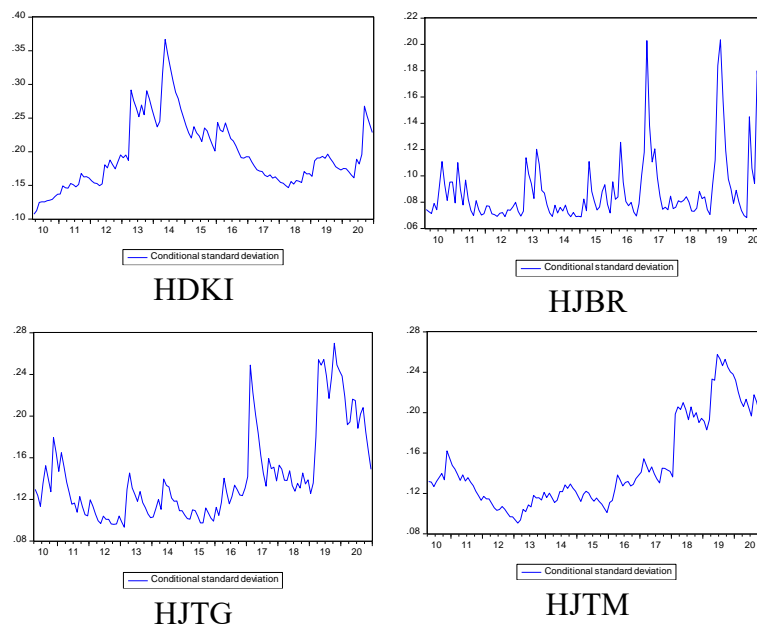 .40
.35
.30
.25
.20
.15
.10
10 11 12 13 14 15 16 17 18 19 20
Conditional standard deviation
HDKI
.22
.20
.18
.16
.14
.12
.10
.08
.06
10 11 12 13 14 15 16 17 18 19 20
Conditional standard deviation
HJBR
.28
.24
.20
.16
.12
.08
10 11 12 13 14 15 16 17 18 19 20
Conditional standard deviation
HJTG
.28
.24
.20
.16
.12
.08
10 11 12 13 14 15 16 17 18 19 20
Conditional standard deviation
HJTM